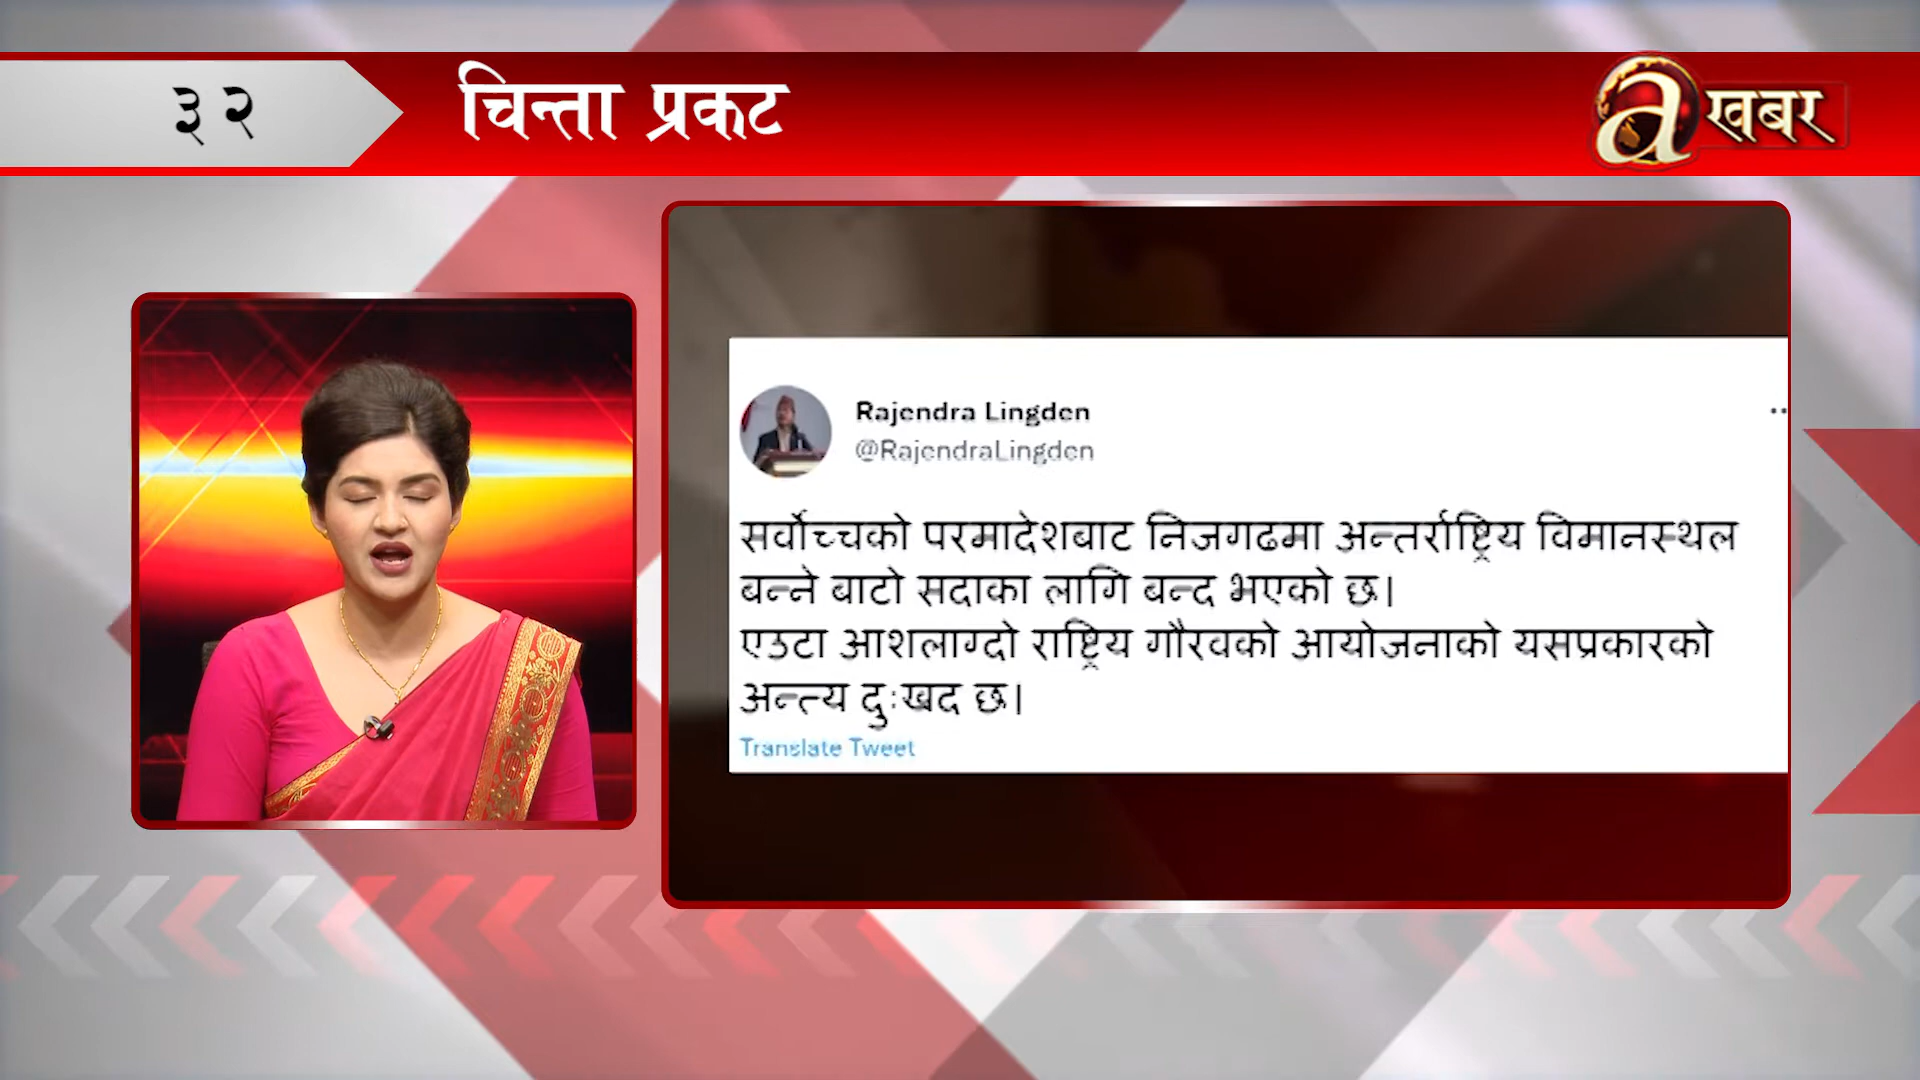 ३२
चिन्ता प्रकट
a खबर
Rajendra Lingden
@RajendraLingden
सर्वोच्चको परमादेशबाट निजगढमा अन्तर्राष्ट्रिय विमानस्थल
बन्ने बाटो सदाका लागि बन्द भएको छ।
एउटा आशलाग्दो राष्ट्रिय गौरवको आयोजनाको यसप्रकारको
अन्त्य दुःखद छ।
Translate Tweet